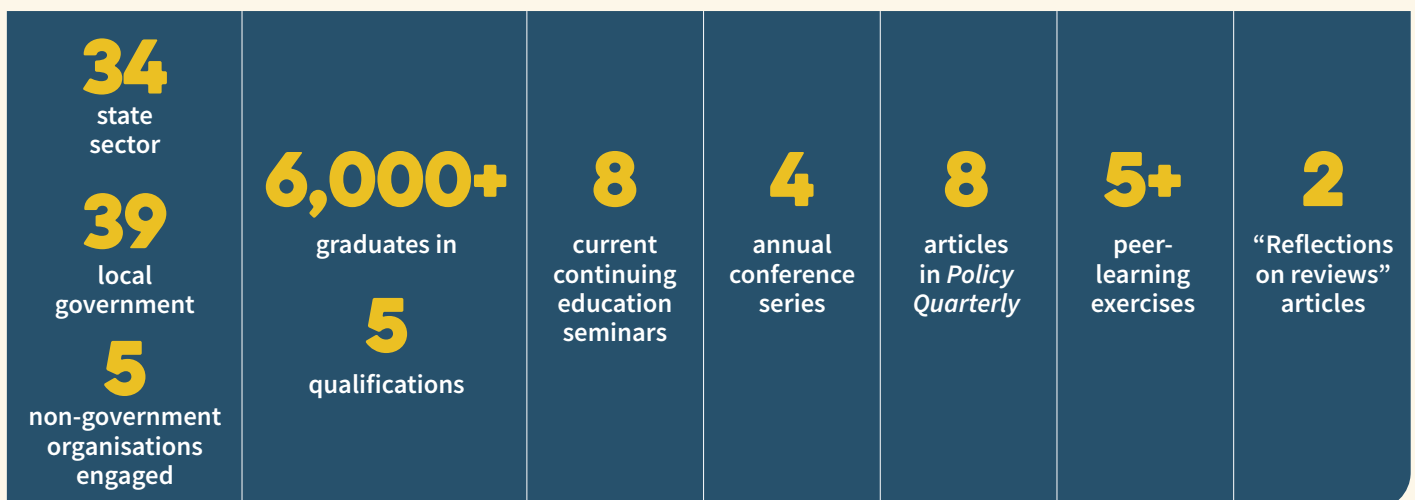 34
state
sector
39
local
government
5
non-government
organisations
engaged
6,000+
graduates in
5
qualifications
8
current
continuing
education
seminars
4
annual
conference
series
8
articles
in Policy
Quarterly
5+
peer-
learning
exercises
2
“Reflections
on reviews”
articles